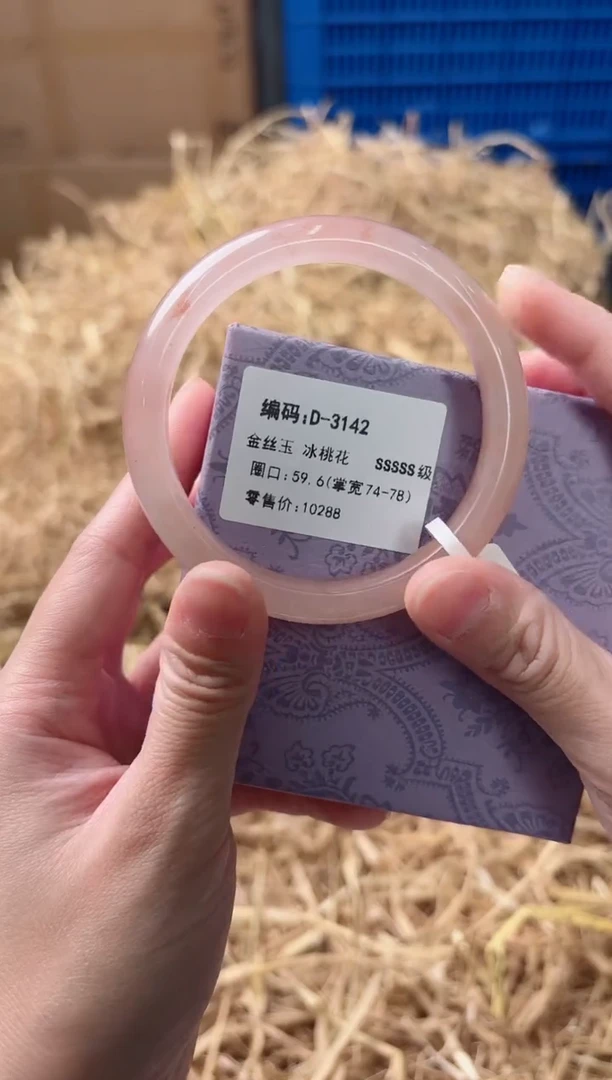 编码:D-3142
金丝玉 冰桃花 SSSSS级
圈口:59.6(掌宽74-78)
零售价:10288